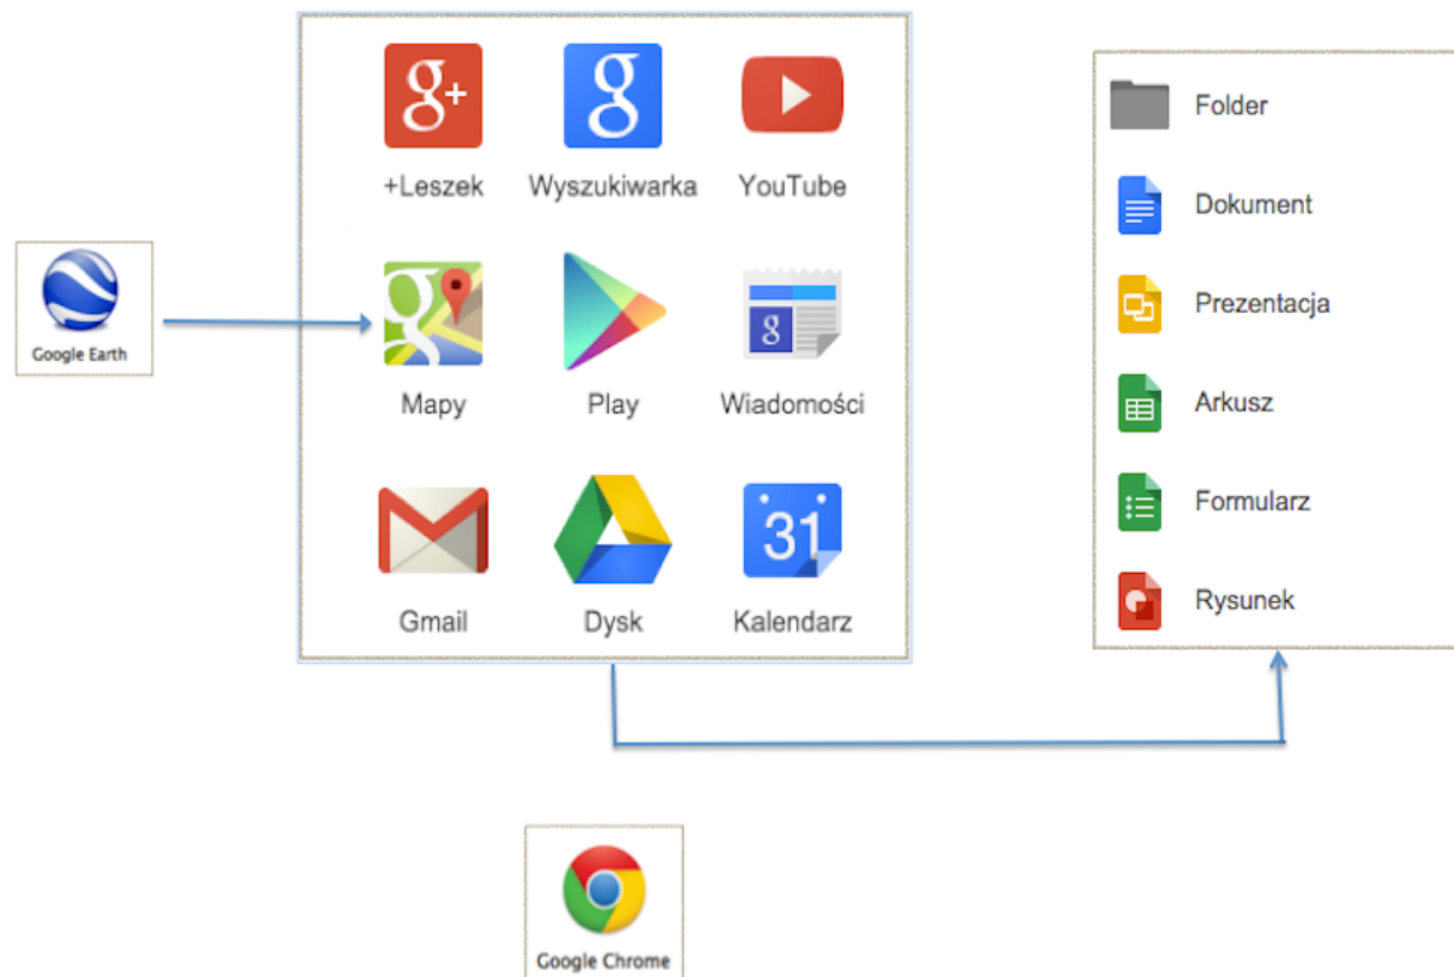 g+
g
+Leszek Wyszukiwarka YouTube
Google Earth
g
g
Mapy Play Wiadomości
31
Gmail Dysk Kalendarz
Folder
Dokument
Prezentacja
Arkusz
Formularz
Rysunek
Google Chrome